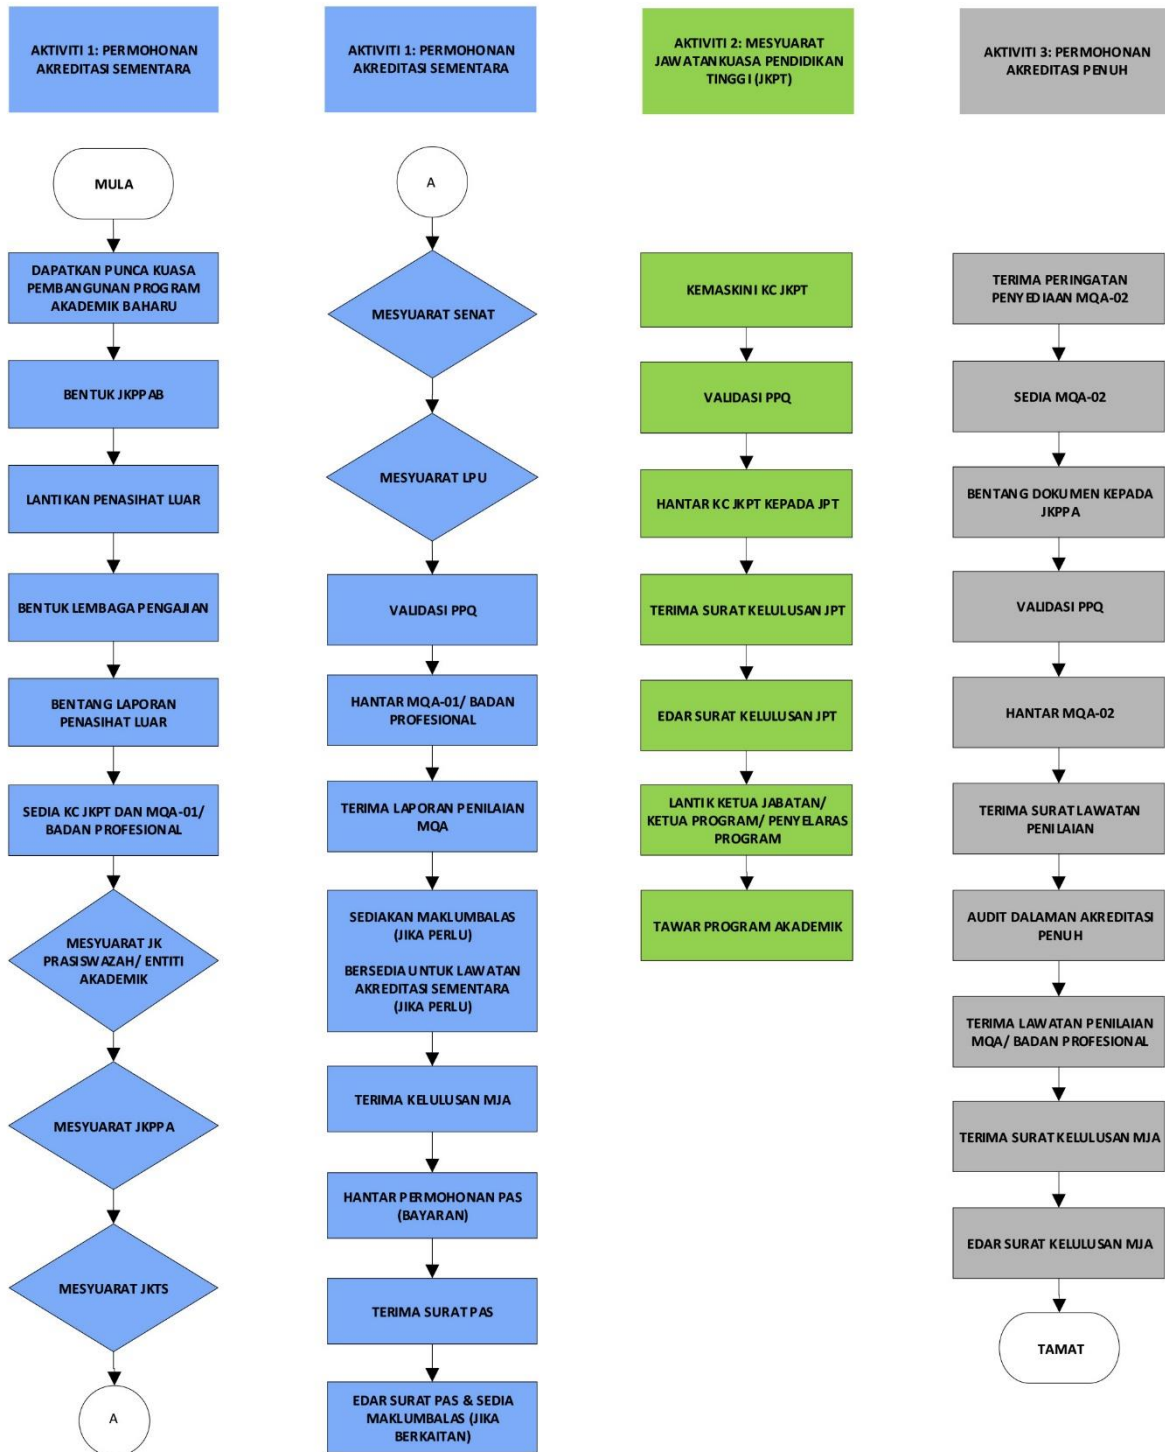 AKTIVITI 1: PERMOHONAN
AKREDITASI SEMENTARA
MULA
DAPATKAN PUNCA KUASA
PEMBANGUNAN PROGRAM
AKADEMIK BAHARU
BENTUK JKPPAB
LANTIKAN PENASIHAT LUAR
BENTUK LEMBAGA PENGAJIAN
BENTANG LAPORAN
PENASIHAT LUAR
SEDIA KC JKPT DAN MQA-01/
BADAN PROFESIONAL
MESYUARAT JK
PRASISWAZAH/ ENTITI
AKADEMIK
MESYUARAT JKPPA
MESYUARAT JKTS
A
AKTIVITI 1: PERMOHONAN
AKREDITASI SEMENTARA
A
MESYUARAT SENAT
MESYUARAT LPU
VALIDASI PPQ
HANTAR MQA-01/ BADAN
PROFESIONAL
TERIMA LAPORAN PENILAIAN
MQA
SEDIAKAN MAKLUMBALAS
(JIKA PERLU)
BERSEDIA UNTUK LAWATAN
AKREDITASI SEMENTARA
(JIKA PERLU)
TERIMA KELULUSAN MJA
HANTAR PERMOHONAN PAS
(BAYARAN)
TERIMA SURAT PAS
EDAR SURAT PAS & SEDIA
MAKLUMBALAS (JIKA
BERKAITAN)
AKTIVITI 2: MESYUARAT
JAWATANKUASA PENDIDIKAN
TINGGI (JKPT)
KEMASKINI KC JKPT
VALIDASI PPQ
HANTAR KC JKPT KEPADA JPT
TERIMA SURAT KELULUSAN JPT
EDAR SURAT KELULUSAN JPT
LANTIK KETUA JABATAN/
KETUA PROGRAM/ PENYELARAS
PROGRAM
TAWAR PROGRAM AKADEMIK
AKTIVITI 3: PERMOHONAN
AKREDITASI PENUH
TERIMA PERINGATAN
PENYEDIAAN MQA-02
SEDIA MQA-02
BENTANG DOKUMEN KEPADA
JKPPA
VALIDASI PPQ
HANTAR MQA-02
TERIMA SURAT LAWATAN
PENILAIAN
AUDIT DALAMAN AKREDITASI
PENUH
TERIMA LAWATAN PENILAIAN
MQA/ BADAN PROFESIONAL
TERIMA SURAT KELULUSAN MJA
EDAR SURAT KELULUSAN MJA
TAMAT